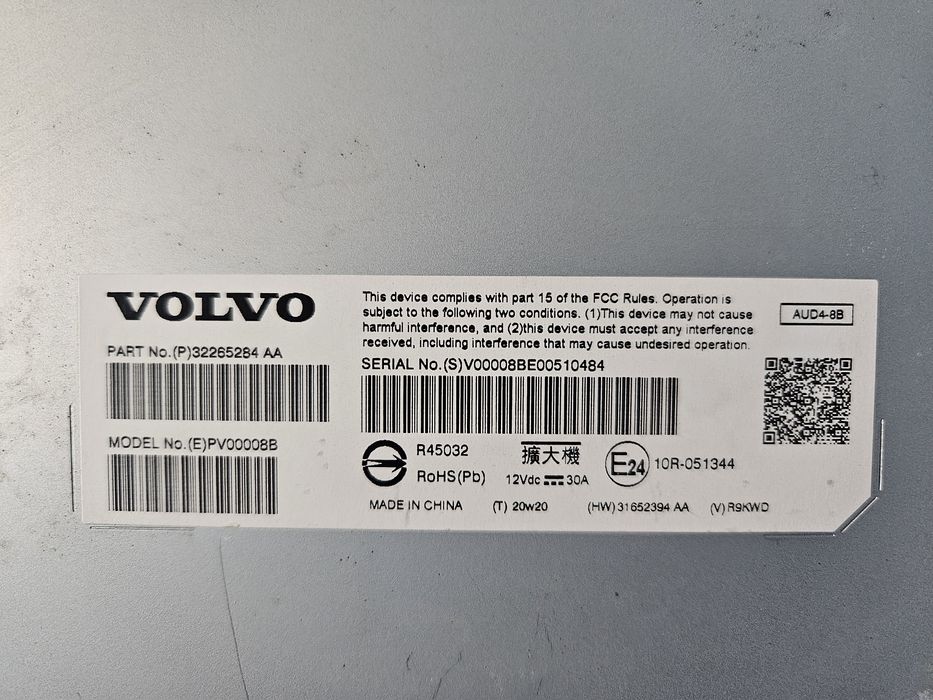 VOLVO
PART No.(P)32265284 AA
MODEL No.(E)PV00008B
This device complies with part 15 of the FCC Rules. Operation is
subject to the following two conditions. (1)This device may not cause
harmful interference, and (2)this device must accept any interference
received, including interference that may cause undesired operation.
SERIAL No.(S)V00008BE00510484
AUD4-8B
R45032
RoHS(Pb)
擴大機
12Vdc 30A
E24
10R-051344
MADE IN CHINA (T) 20w20 (HW) 31652394 AA (V) R9KWD